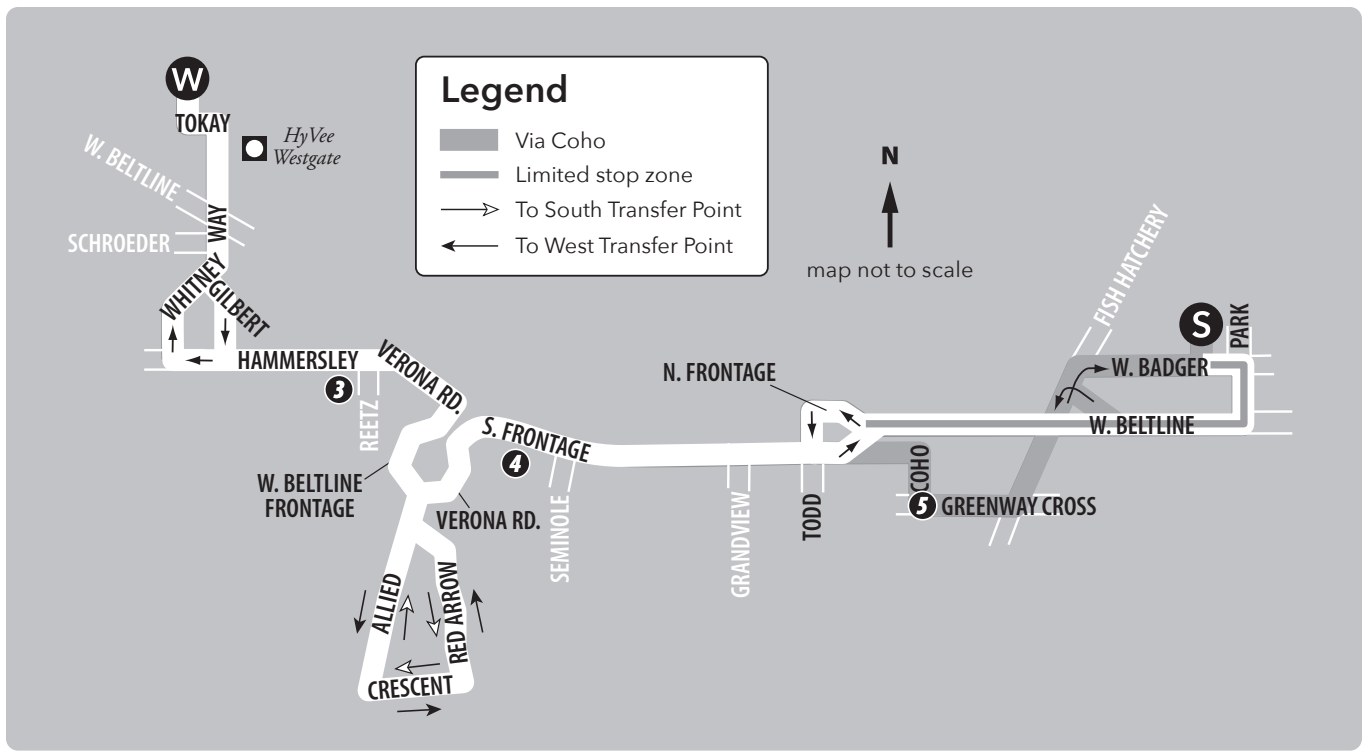 W
TOKAY
HyVee
Westgate
W. BELTLINE
WAY
SCHROEDER
WHITNEY
GILBERT
HAMMERSLEY
3
REETZ
VERONA RD.
W. BELTLINE
FRONTAGE
VERONA RD.
S. FRONTAGE
4
SEMINOLE
ALLIED
RED ARROW
CRESCENT
Legend
Via Coho
Limited stop zone
To South Transfer Point
To West Transfer Point
N
map not to scale
N. FRONTAGE
GRANDVIEW
TODD
COHO
5
GREENWAY CROSS
FISH HATCHERY
S
PARK
W. BADGER
W. BELTLINE